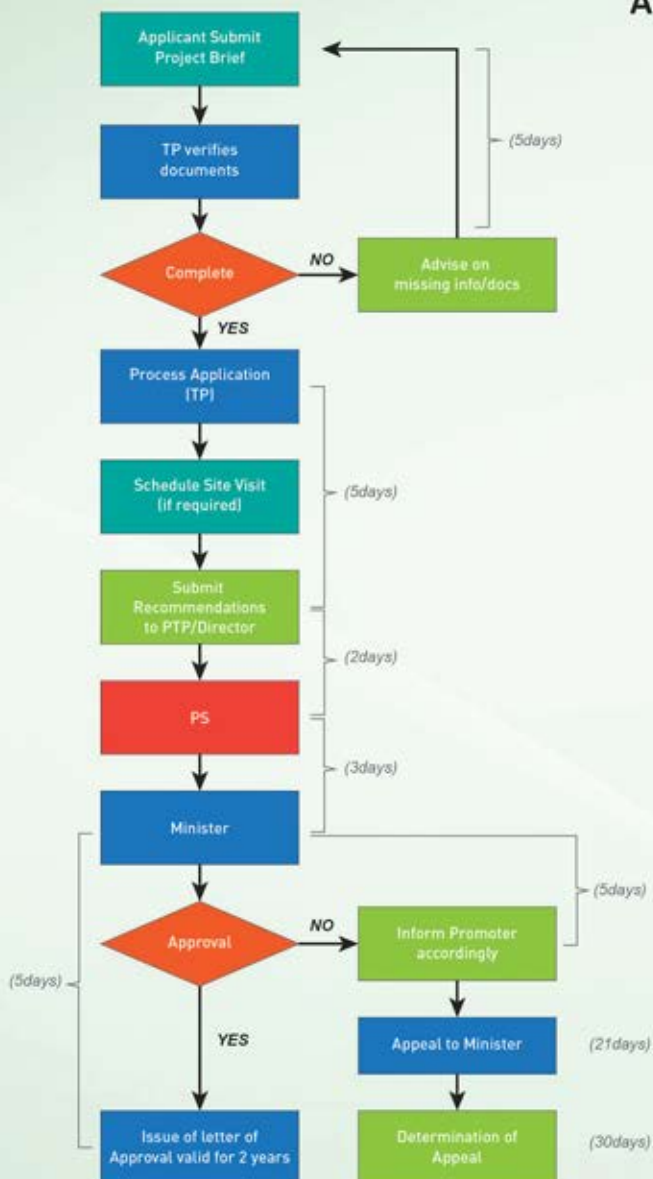 A
Applicant Submit
Project Brief
(5days)
TP verifies
documents
Complete
NO
Advise on
missing info/docs
YES
Process Application
(TP)
Schedule Site Visit
(if required)
(5days)
Submit
Recommendations
to PTP/Director
(2days)
PS
(3days)
Minister
(5days)
Approval
NO
Inform Promoter
accordingly
(5days)
YES
Appeal to Minister
(21days)
Issue of letter of
Approval valid for 2 years
Determination of
Appeal
(30days)